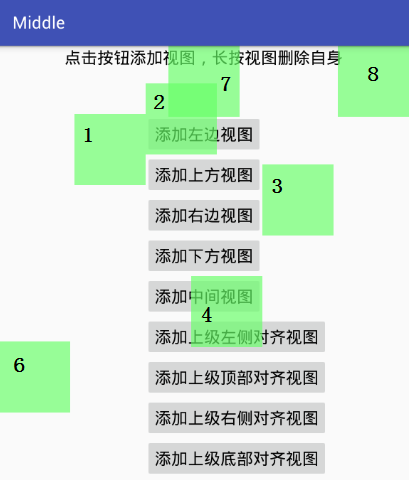 Middle
点击按钮添加视图，长按视图删除自身
7
8
2
1
添加左边视图
添加上方视图
3
添加右边视图
添加下方视图
添加中间视图
4
添加上级左侧对齐视图
6
添加上级顶部对齐视图
添加上级右侧对齐视图
添加上级底部对齐视图